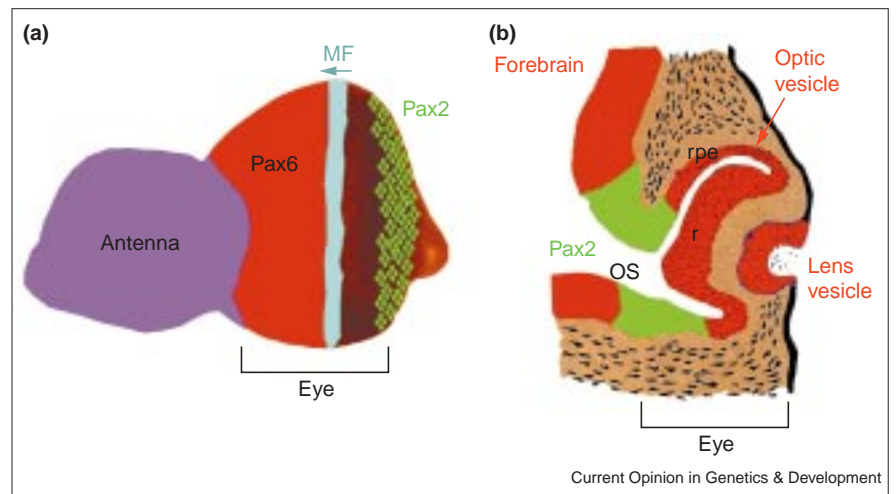 (a)
MF
Pax2
Pax6
Antenna
Eye
(b)
Forebrain
Optic
vesicle
rpe
r
Pax2
OS
Lens
vesicle
Eye
Current Opinion in Genetics & Development